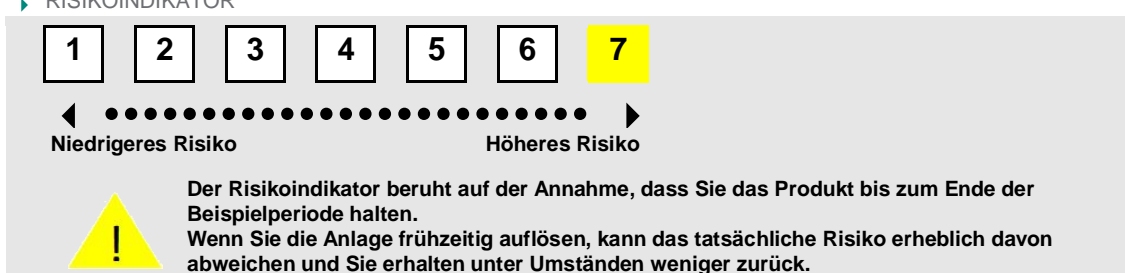 RISIKOINDIKATOR
1 2 3 4 5 6 7
Niedrigeres Risiko Höheres Risiko
Der Risikoindikator beruht auf der Annahme, dass Sie das Produkt bis zum Ende der
Beispielperiode halten.
Wenn Sie die Anlage frühzeitig auflösen, kann das tatsächliche Risiko erheblich davon
abweichen und Sie erhalten unter Umständen weniger zurück.
!